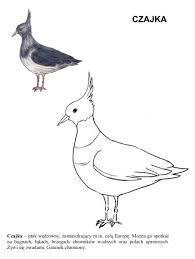 CZAJKA
Czajka – ptak wędrowny, zamieszkujący m.in. całą Europę. Można go spotkać
na bagnach, łąkach, brzegach zbiorników wodnych oraz polach uprawnych.
Żywi się owadami. Gatunek chroniony.